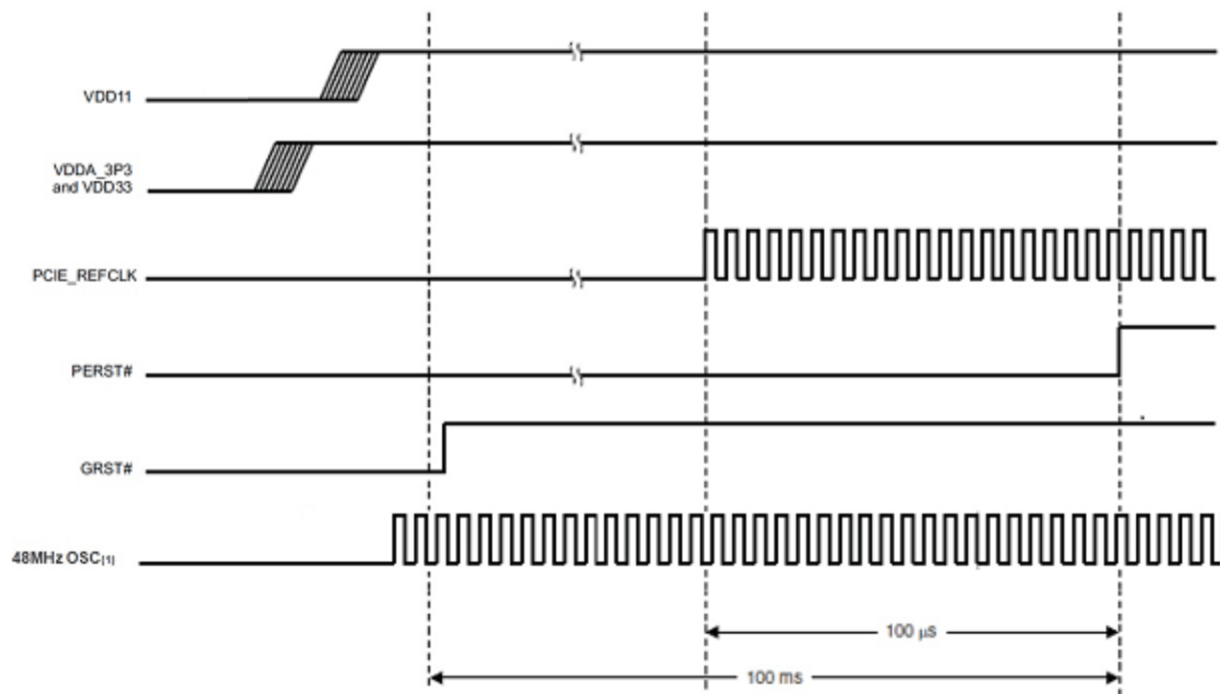 VDD11
VDDA_3P3
and VDD33
PCIE_REFCLK
PERST#
GRST#
48MHz OSC[1]
100 μs
100 ms